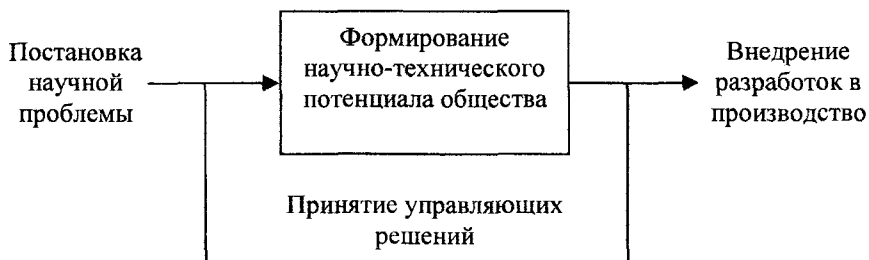 Постановка
научной
проблемы
Формирование
научно-технического
потенциала общества
Внедрение
разработок в
производство
Принятие управляющих
решений